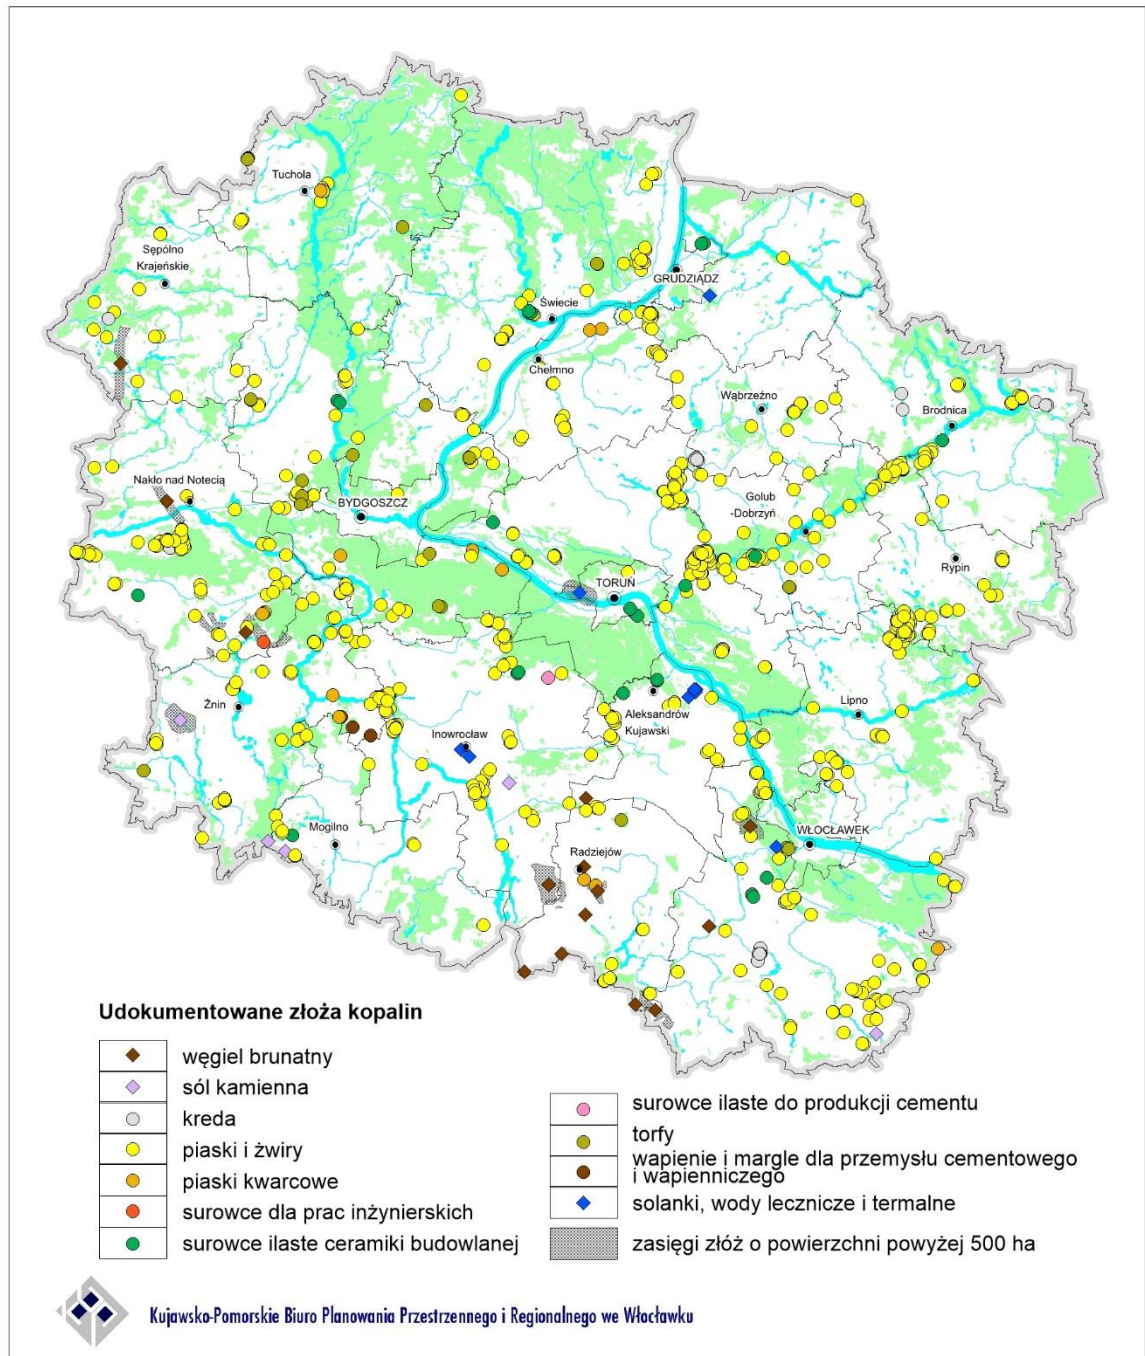 Tuchola
Sępólno
Krajeńskie
GRUDZIĄDZ
Świecie
Chełmno
Wąbrzeźno
Brodnica
Nakło nad Notecią
BYDGOSZCZ
Golub
-Dobrzyń
TORUŃ
Rypin
Żnin
Aleksandrów
Kujawski
Lipno
Inowrocław
Mogilno
WŁOCŁAWEK
Radziejów
Udokumentowane złoża kopalin
węgiel brunatny
sól kamienna
kreda
piaski i żwiry
piaski kwarcowe
surowce dla prac inżynierskich
surowce ilaste ceramiki budowlanej
surowce ilaste do produkcji cementu
torfy
wapienie i margle dla przemysłu cementowego
i wapienniczego
solanki, wody lecznicze i termalne
zasięgi złóż o powierzchni powyżej 500 ha
Kujawsko-Pomorskie Biuro Planowania Przestrzennego i Regionalnego we Włocławku